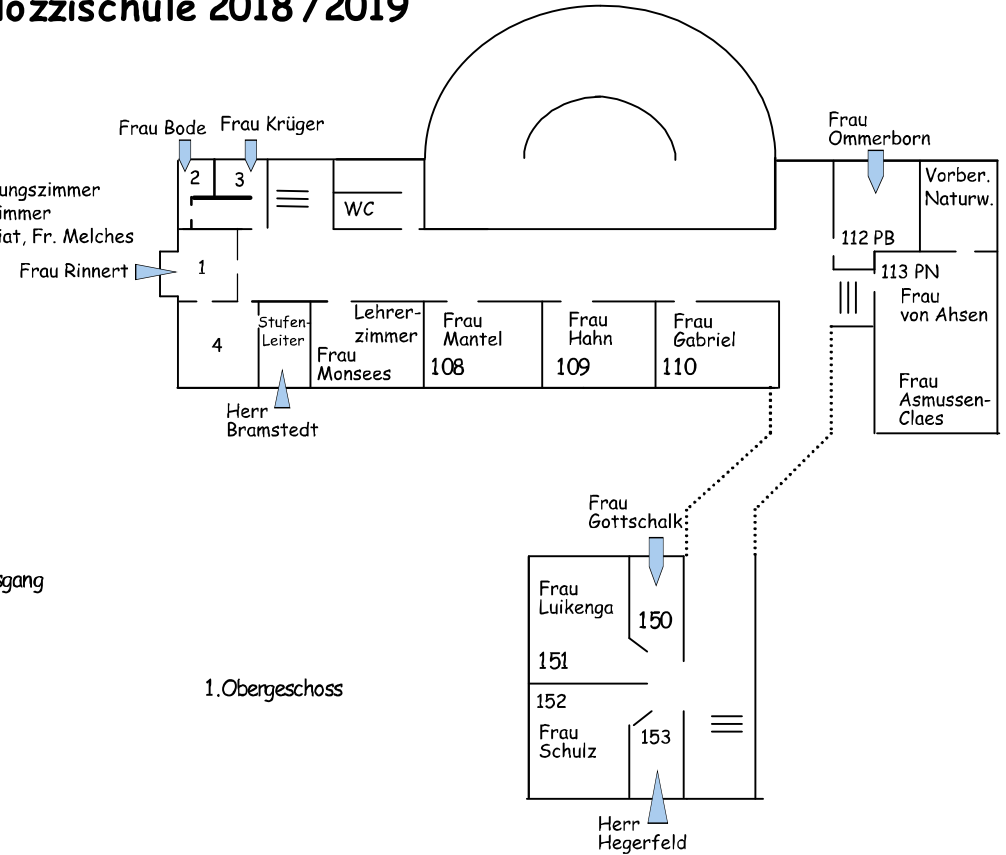 lozzischule 2018 /2019
Frau Bode
Frau Krüger
Frau
Ommerborn
2
3
WC
Vorber.
Naturw.
ungszimmer
immer
iat, Fr. Melches
112 PB
Frau Rinnert
1
113 PN
Frau
von Ahsen
4
Stufen-
Leiter
Lehrer-
zimmer
Frau
Monsees
Frau
Mantel
108
Frau
Hahn
109
Frau
Gabriel
110
Frau
Asmussen-
Claes
Herr
Bramstedt
Frau
Gottschalk
sgang
Frau
Luikenga
150
151
1.Obergeschoss
152
Frau
Schulz
153
Herr
Hegerfeld